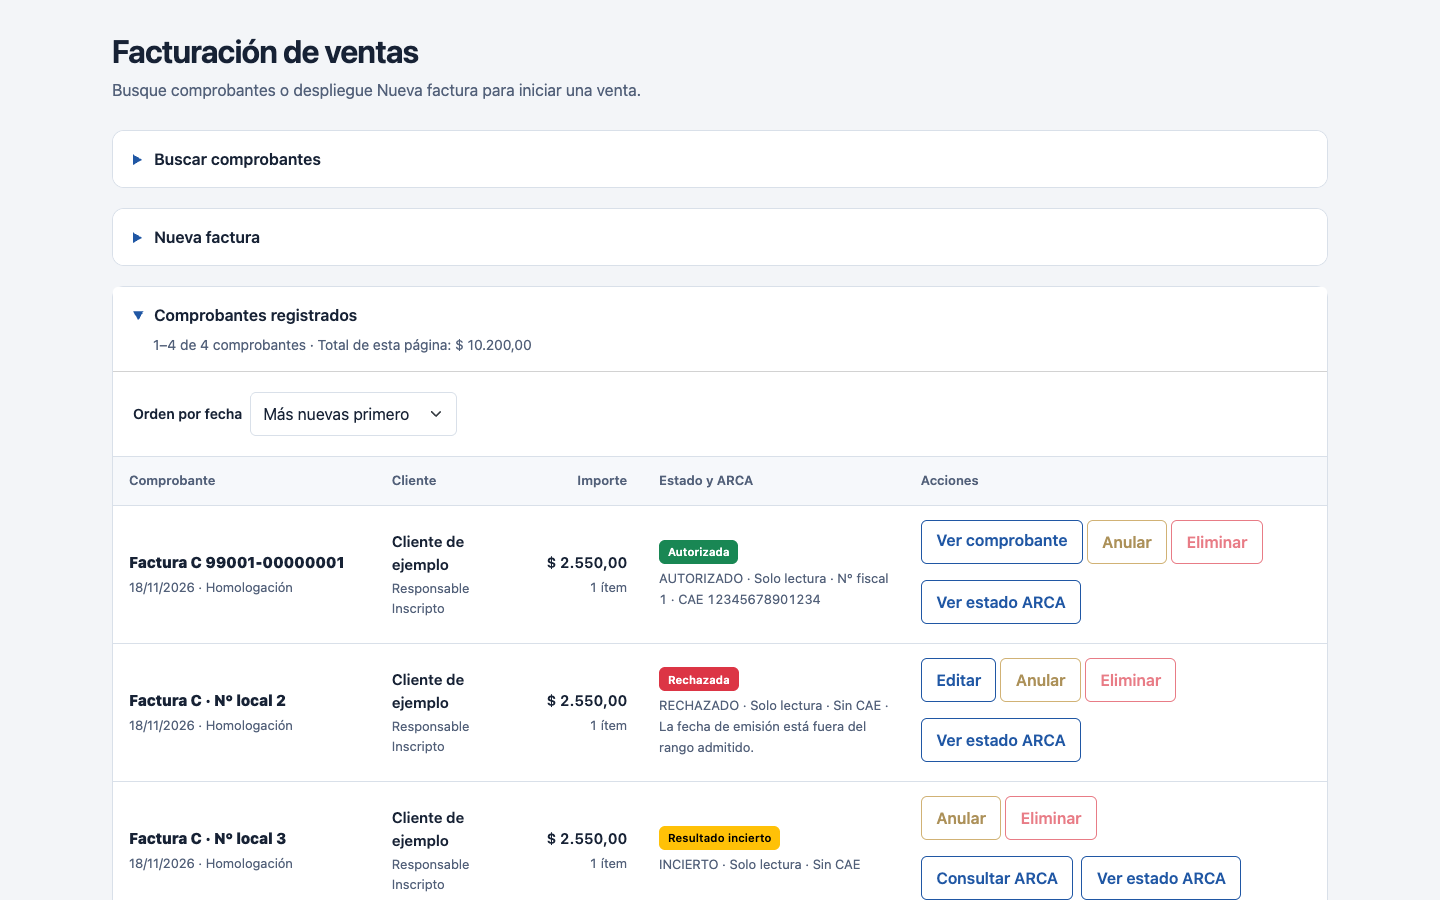 Facturación de ventas
Busque comprobantes o despliegue Nueva factura para iniciar una venta.
Buscar comprobantes
Nueva factura
Comprobantes registrados
1–4 de 4 comprobantes · Total de esta página: $ 10.200,00
Orden por fecha Más nuevas primero
Comprobante Cliente Importe Estado y ARCA Acciones
Factura C 99001-00000001
18/11/2026 · Homologación
Cliente de
ejemplo
Responsable
Inscripto
$ 2.550,00
1 ítem
Autorizada
AUTORIZADO · Solo lectura · N° fiscal
1 · CAE 12345678901234
Ver comprobante Anular Eliminar
Ver estado ARCA
Factura C · Nº local 2
18/11/2026 · Homologación
Cliente de
ejemplo
Responsable
Inscripto
$ 2.550,00
1 ítem
Rechazada
RECHAZADO · Solo lectura · Sin CAE ·
La fecha de emisión está fuera del
rango admitido.
Editar Anular Eliminar
Ver estado ARCA
Factura C · Nº local 3
18/11/2026 · Homologación
Cliente de
ejemplo
Responsable
Inscripto
$ 2.550,00
1 ítem
Resultado incierto
INCIERTO · Solo lectura · Sin CAE
Anular Eliminar
Consultar ARCA Ver estado ARCA